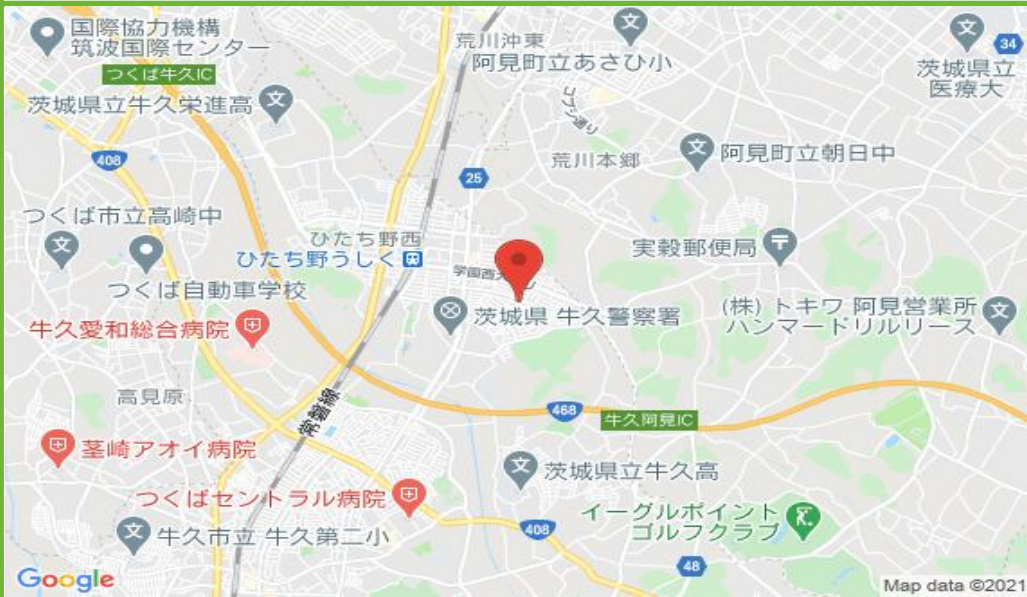 国際協力機構
筑波国際センター
つくば牛久IC
茨城県立牛久栄進高
408
荒川沖東
阿見町立あさひ小
34
茨城県立
医療大
コブシ通り
荒川本郷
阿見町立朝日中
25
つくば市立高崎中
ひたち野西
ひたち野うしく
実穀郵便局
つくば自動車学校
牛久愛和総合病院
茨城県 牛久警察署
(株) トキワ 阿見営業所
ハンマードリルリース
高見原
常磐線
468
牛久阿見IC
茎崎アオイ病院
茨城県立牛久高
つくばセントラル病院
イーグルポイント
ゴルフクラブ
牛久市立 牛久第二小
408
48
Google
Map data ©2021